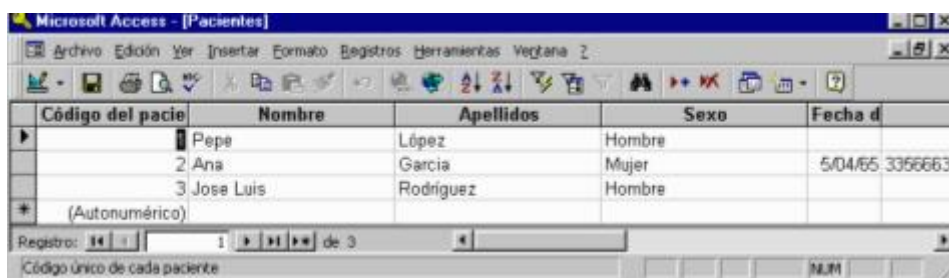 Microsoft Access - [Pacientes]
Archivo Edición Ver Insertar Formato Registros Herramientas Ventana ?
Código del pacie Nombre Apellidos Sexo Fecha d
1 Pepe López Hombre
2 Ana Garcia Mujer 5/04/65 3356663
3 Jose Luis Rodríguez Hombre
(Autonumérico)
Registro: 1 de 3
Código único de cada paciente NUM